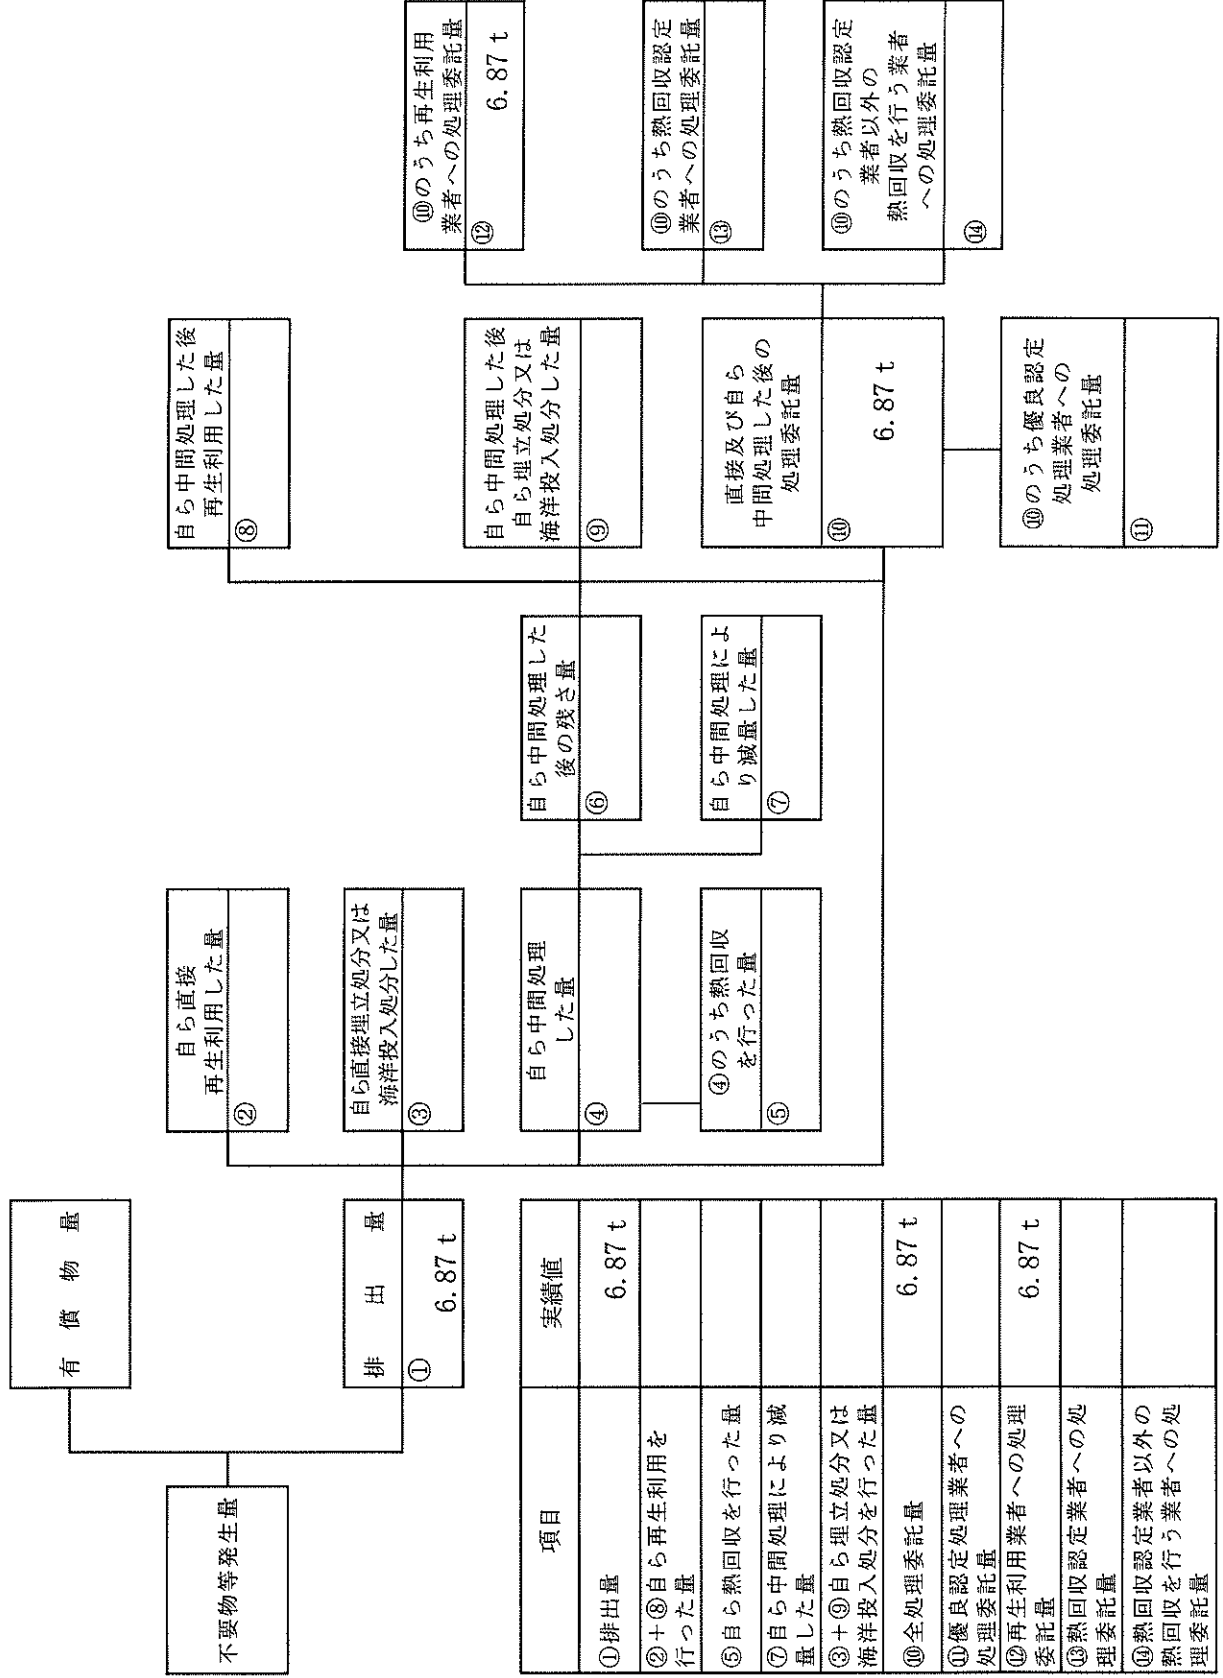 不要物等発生量
有償物量
排出量
①
6.87 t
自ら直接
再生利用した量
②
自ら直接埋立処分又は
海洋投入処分した量
③
自ら中間処理
した量
④
④のうち熱回収
を行った量
⑤
自ら中間処理した
後の残さ量
⑥
自ら中間処理によ
り減量した量
⑦
自ら中間処理した後
再生利用した量
⑧
自ら中間処理した後
自ら埋立処分又は
海洋投入処分した量
⑨
直接及び自ら
中間処理した後の
処理委託量
⑩
6.87 t
⑩のうち優良認定
処理業者への
処理委託量
⑪
⑩のうち再生利用
業者への処理委託量
⑫
6.87 t
⑩のうち熱回収認定
業者への処理委託量
⑬
⑩のうち熱回収認定
業者以外の
熱回収を行う業者
への処理委託量
⑭
項目 実績値
①排出量 6.87 t
②+⑧自ら再生利用を
行った量
⑤自ら熱回収を行った量
⑦自ら中間処理により減
量した量
③+⑨自ら埋立処分又は
海洋投入処分を行った量
⑩全処理委託量 6.87 t
⑪優良認定処理業者への
処理委託量
⑫再生利用業者への処理
委託量 6.87 t
⑬熱回収認定業者への処
理委託量
⑭熱回収認定業者以外の
熱回収を行う業者への処
理委託量